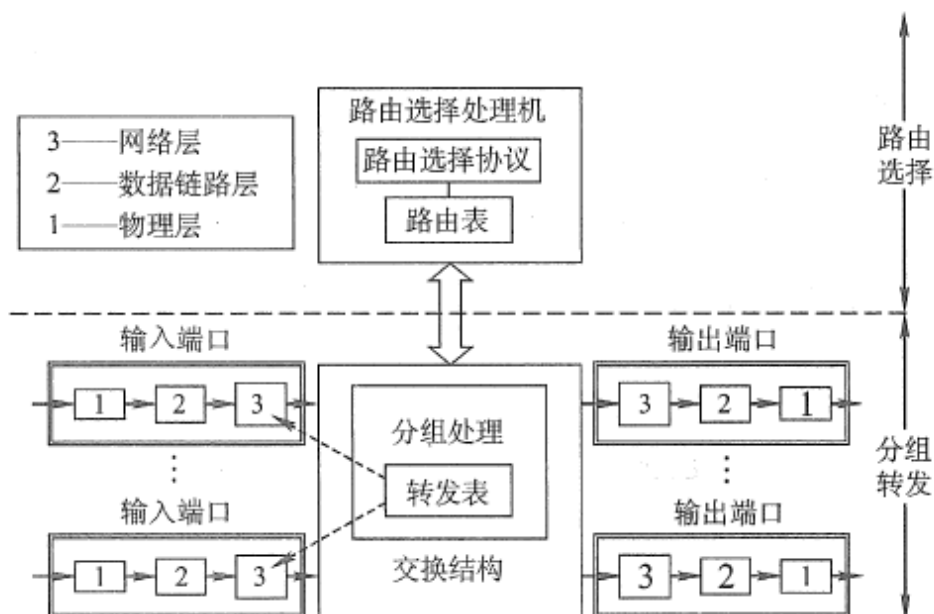 路由选择处理机
路由选择协议
路由表
3——网络层
2——数据链路层
1——物理层
路由
选择
输入端口
输出端口
1 2 3
3 2 1
分组处理
转发表
分组
转发
输入端口
输出端口
1 2 3
3 2 1
交换结构